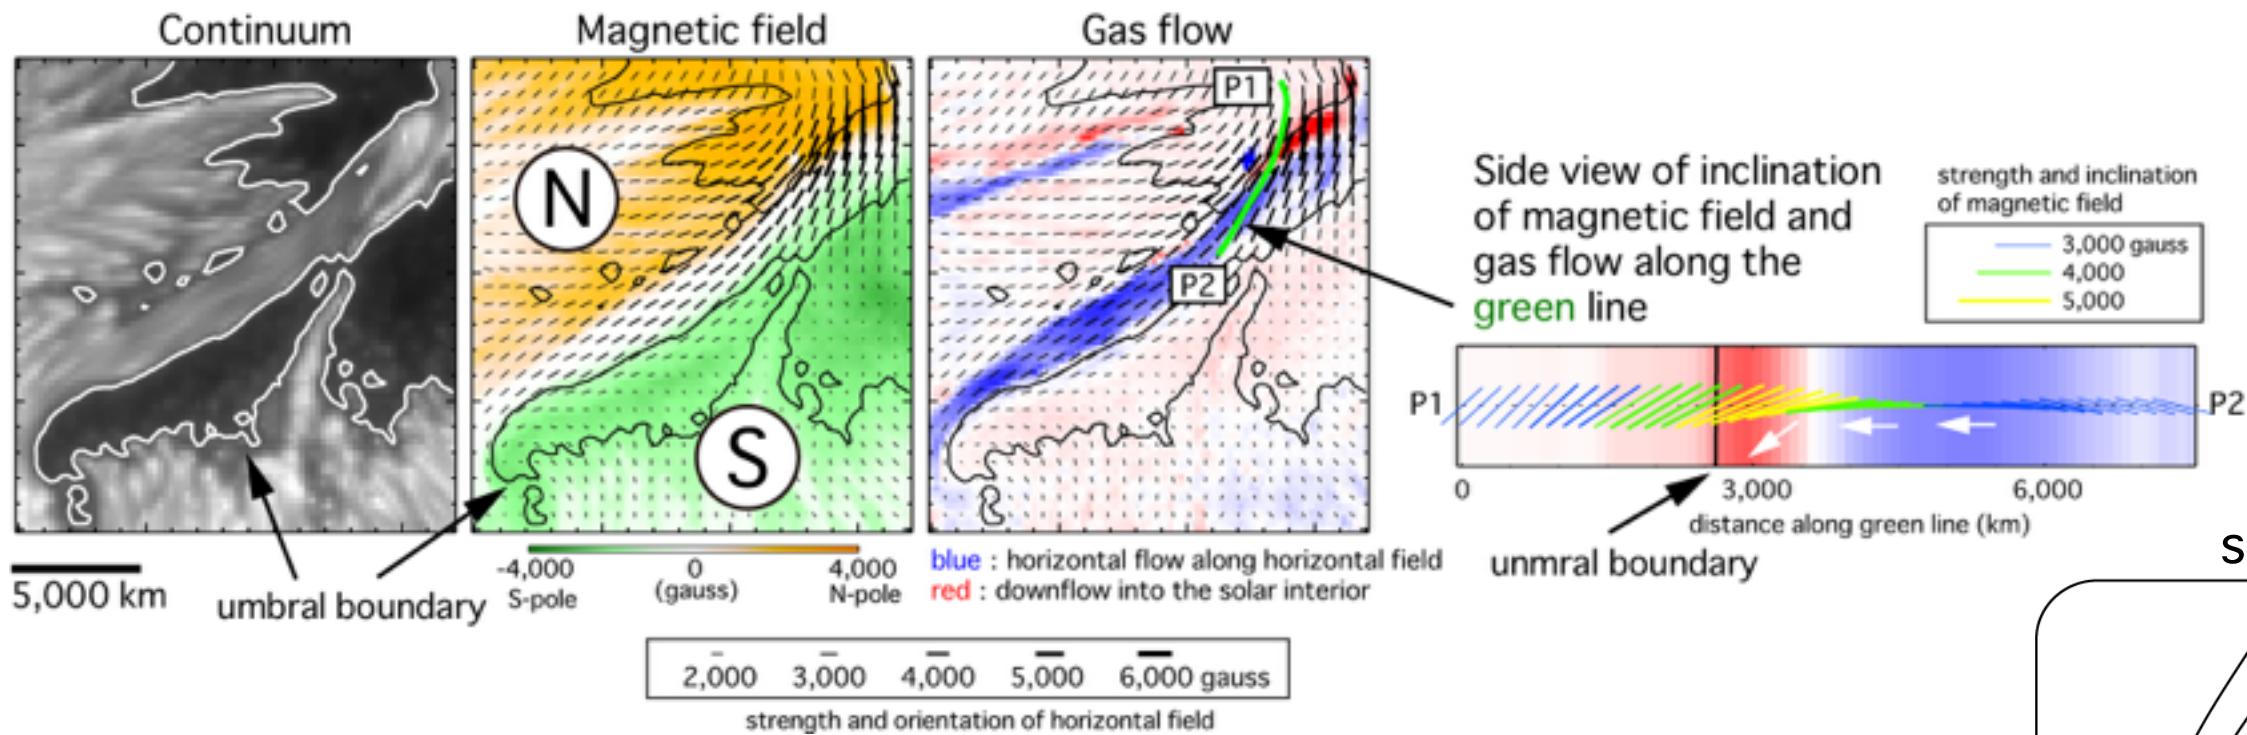 Continuum
Magnetic field
Gas flow
N
S
P1
P2
Side view of inclination
of magnetic field and
gas flow along the
green line
strength and inclination
of magnetic field
3,000 gauss
4,000
5,000
P1
P2
0
3,000
6,000
distance along green line (km)
unmral boundary
5,000 km
umbral boundary
-4,000
0
4,000
S-pole
(gauss)
N-pole
blue : horizontal flow along horizontal field
red : downflow into the solar interior
2,000
3,000
4,000
5,000
6,000 gauss
strength and orientation of horizontal field